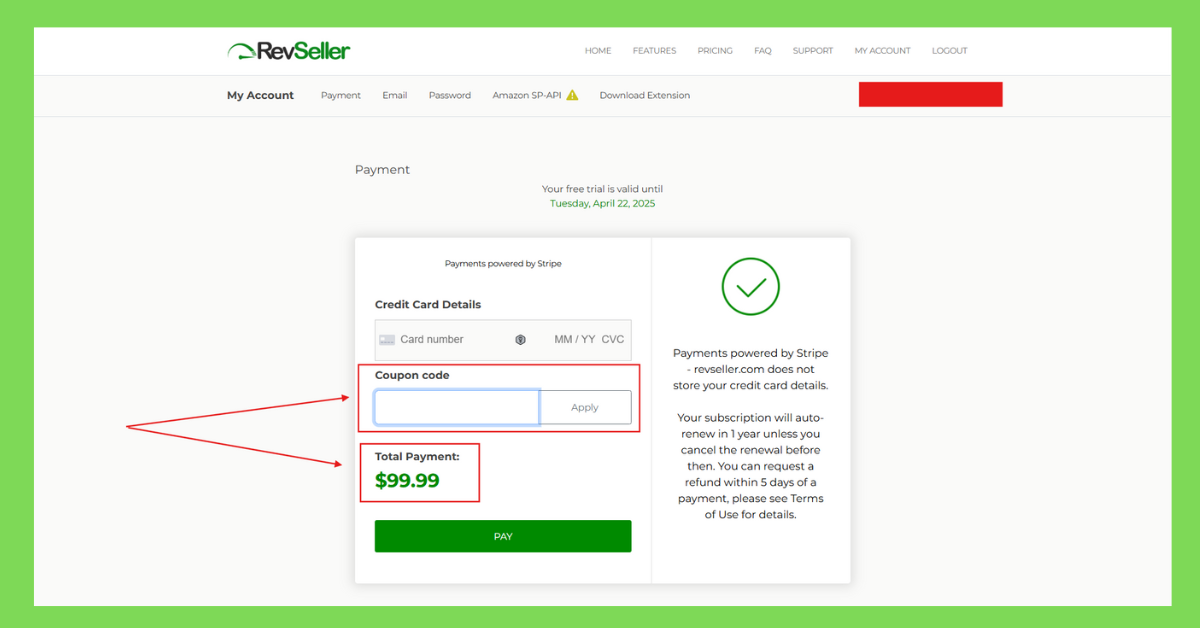 RevSeller
HOME FEATURES PRICING FAQ SUPPORT MY ACCOUNT LOGOUT
My Account Payment Email Password Amazon SP-API Download Extension
Payment
Your free trial is valid until
Tuesday, April 22, 2025
Payments powered by Stripe
Credit Card Details
Card number MM / YY CVC
Coupon code
Apply
Total Payment:
$99.99
PAY
Payments powered by Stripe
- revseller.com does not
store your credit card details.
Your subscription will auto-
renew in 1 year unless you
cancel the renewal before
then. You can request a
refund within 5 days of a
payment, please see Terms
of Use for details.